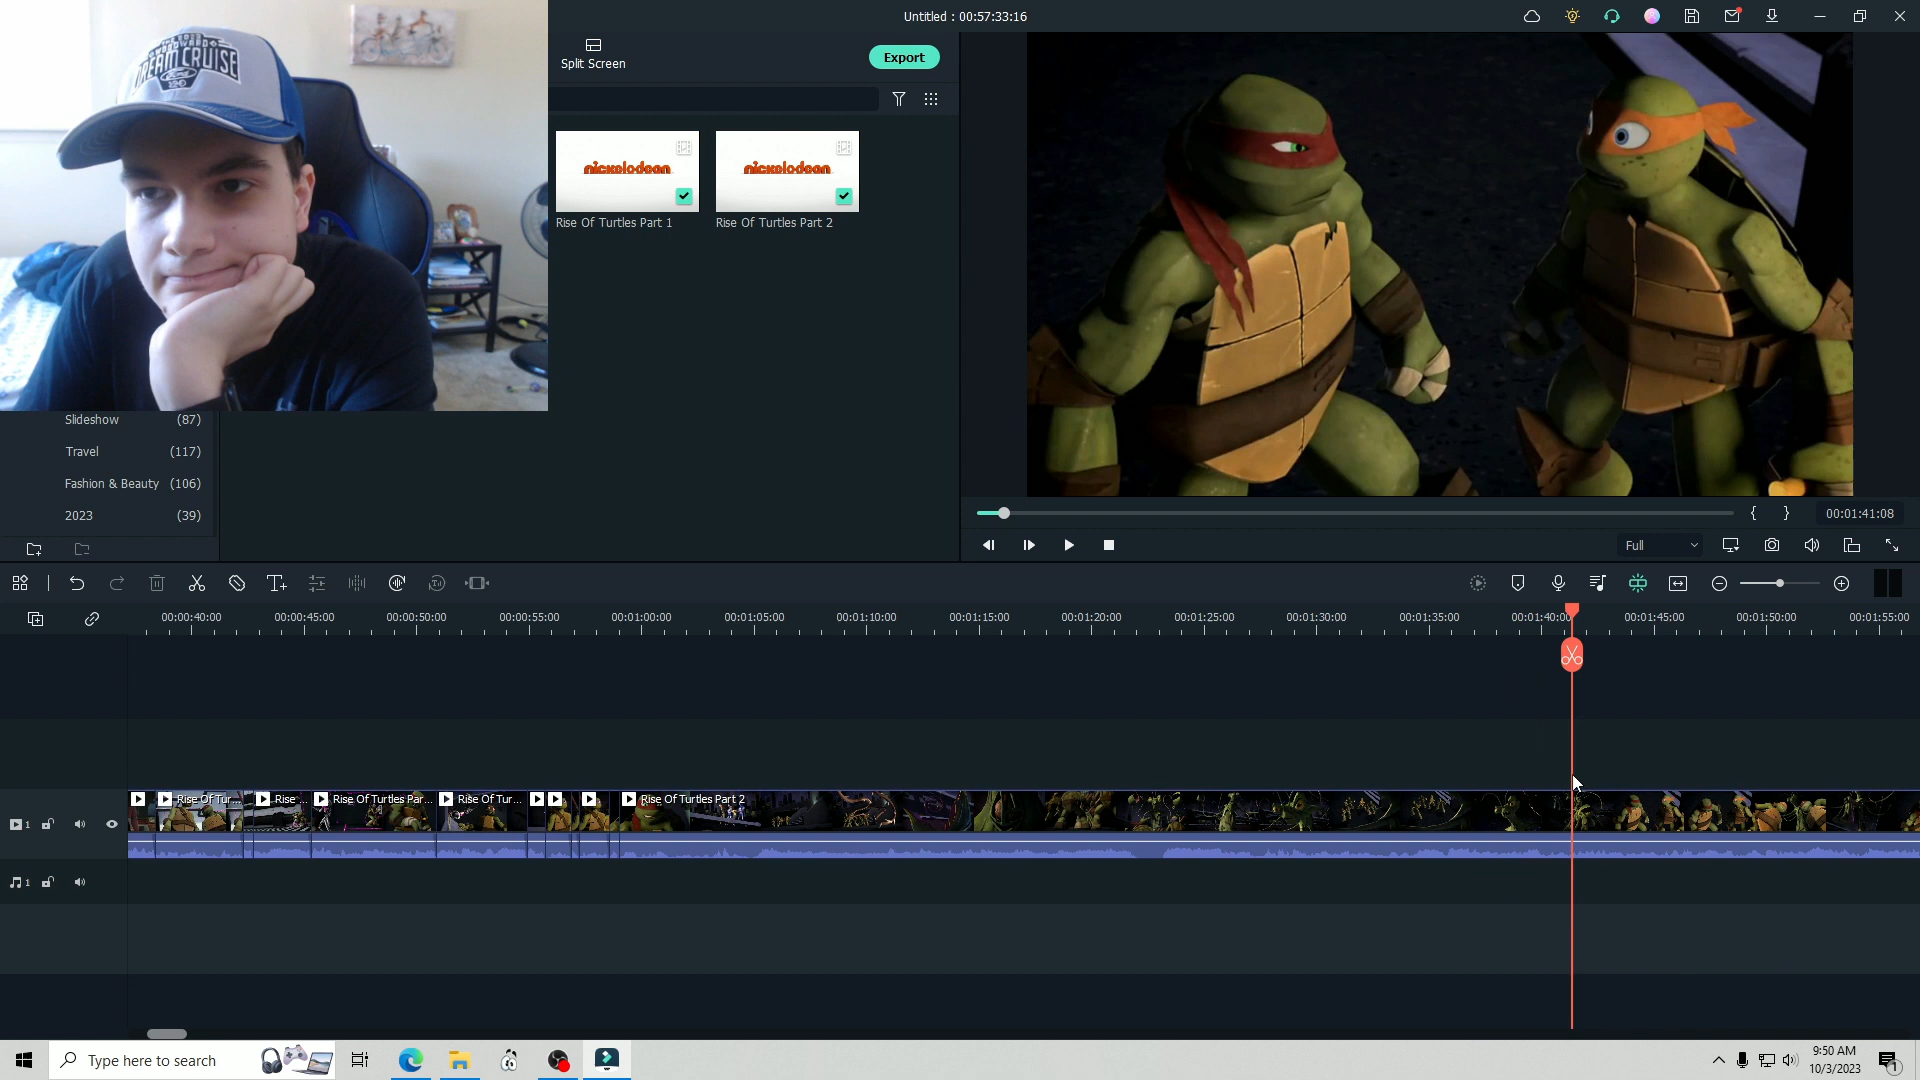 Untitled : 00:57:33:16
Split Screen
Export
DREAM CRUISE
Ford
nickelodeon
nickelodeon
Rise Of Turtles Part 1
Rise Of Turtles Part 2
Slideshow (87)
Travel (117)
Fashion & Beauty (106)
2023 (39)
{ } 00:01:41:08
Full
00:00:40:00 00:00:45:00 00:00:50:00 00:00:55:00 00:01:00:00 00:01:05:00 00:01:10:00 00:01:15:00 00:01:20:00 00:01:25:00 00:01:30:00 00:01:35:00 00:01:40:00 00:01:45:00 00:01:50:00 00:01:55:00
Rise Of Tur... Rise ... Rise Of Turtles Par... Rise Of Tur... Rise Of Turtles Part 2
1
1
Type here to search
9:50 AM
10/3/2023
1